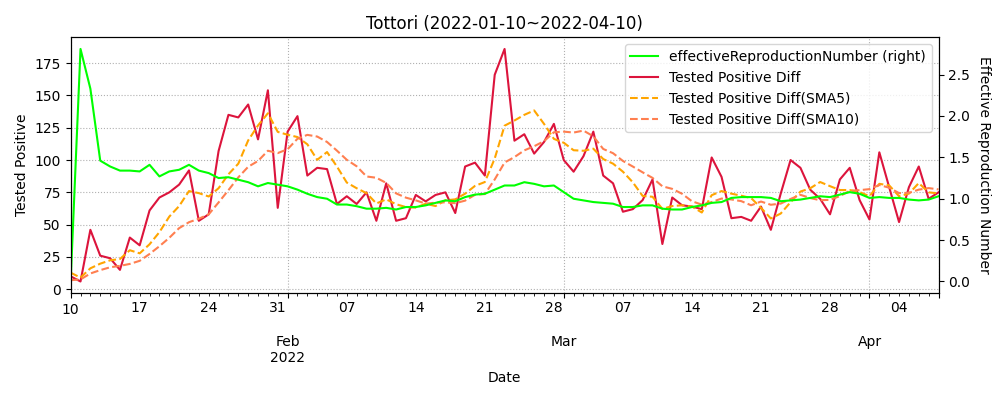 Tottori (2022-01-10~2022-04-10)
effectiveReproductionNumber (right)
Tested Positive Diff
Tested Positive Diff(SMA5)
Tested Positive Diff(SMA10)
Tested Positive
175
150
125
100
75
50
25
0
2.5
2.0
1.5
1.0
0.5
0.0
Effective Reproduction Number
10 17 24 31 07 14 21 28 07 14 21 28 04
Feb Mar Apr
2022
Date